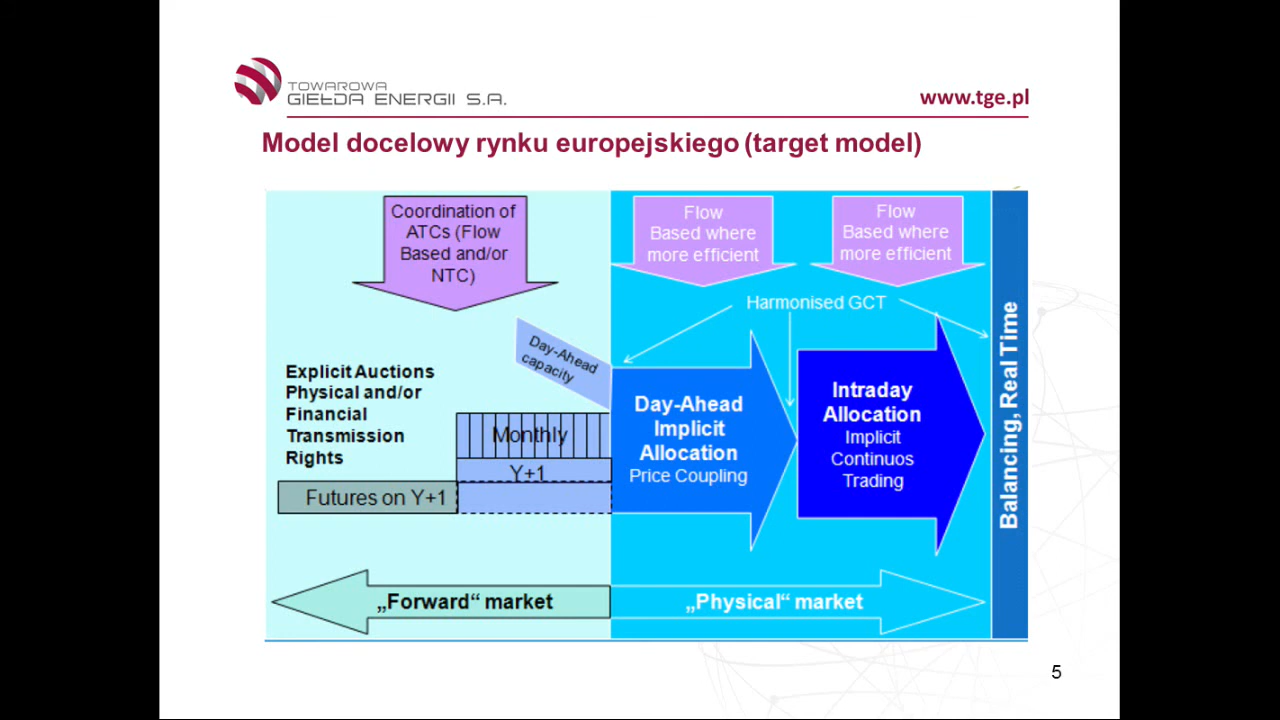 TOWAROWA
GIEŁDA ENERGII S.A.
www.tge.pl
Model docelowy rynku europejskiego (target model)
Coordination of
ATCs (Flow
Based and/or
NTC)
Flow
Based where
more efficient
Flow
Based where
more efficient
Harmonised GCT
Day-Ahead
capacity
Explicit Auctions
Physical and/or
Financial
Transmission
Rights
Monthly
Y+1
Futures on Y+1
Day-Ahead
Implicit
Allocation
Price Coupling
Intraday
Allocation
Implicit
Continuos
Trading
Balancing, Real Time
„Forward“ market
„Physical“ market
5